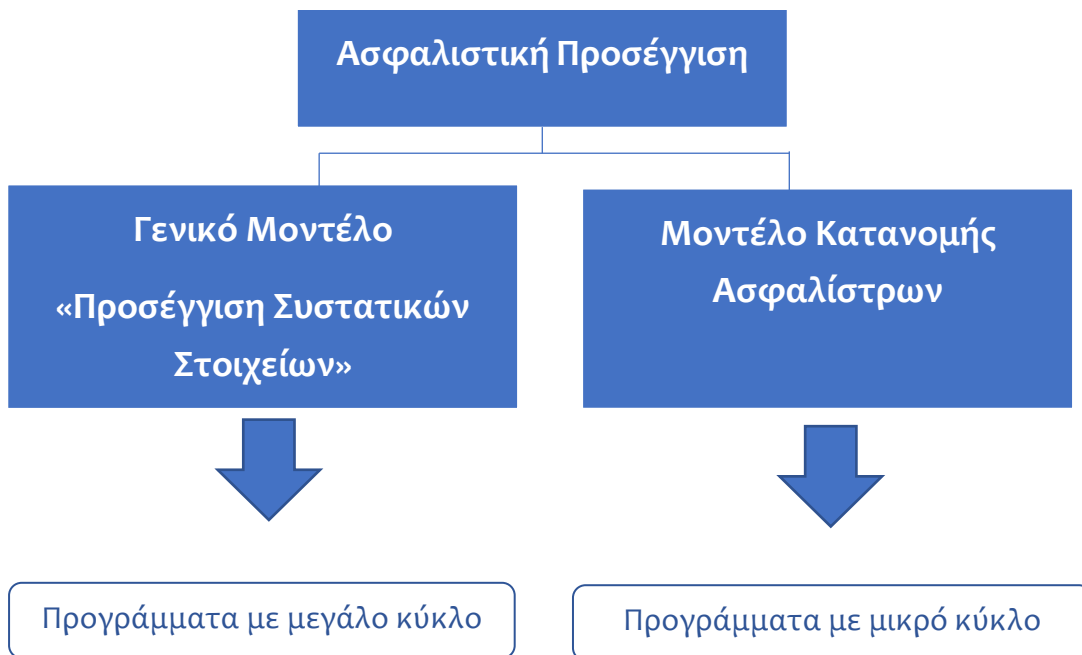 Ασφαλιστική Προσέγγιση
Γενικό Μοντέλο
«Προσέγγιση Συστατικών
Στοιχείων»
Μοντέλο Κατανομής
Ασφαλίστρων
Προγράμματα με μεγάλο κύκλο
Προγράμματα με μικρό κύκλο